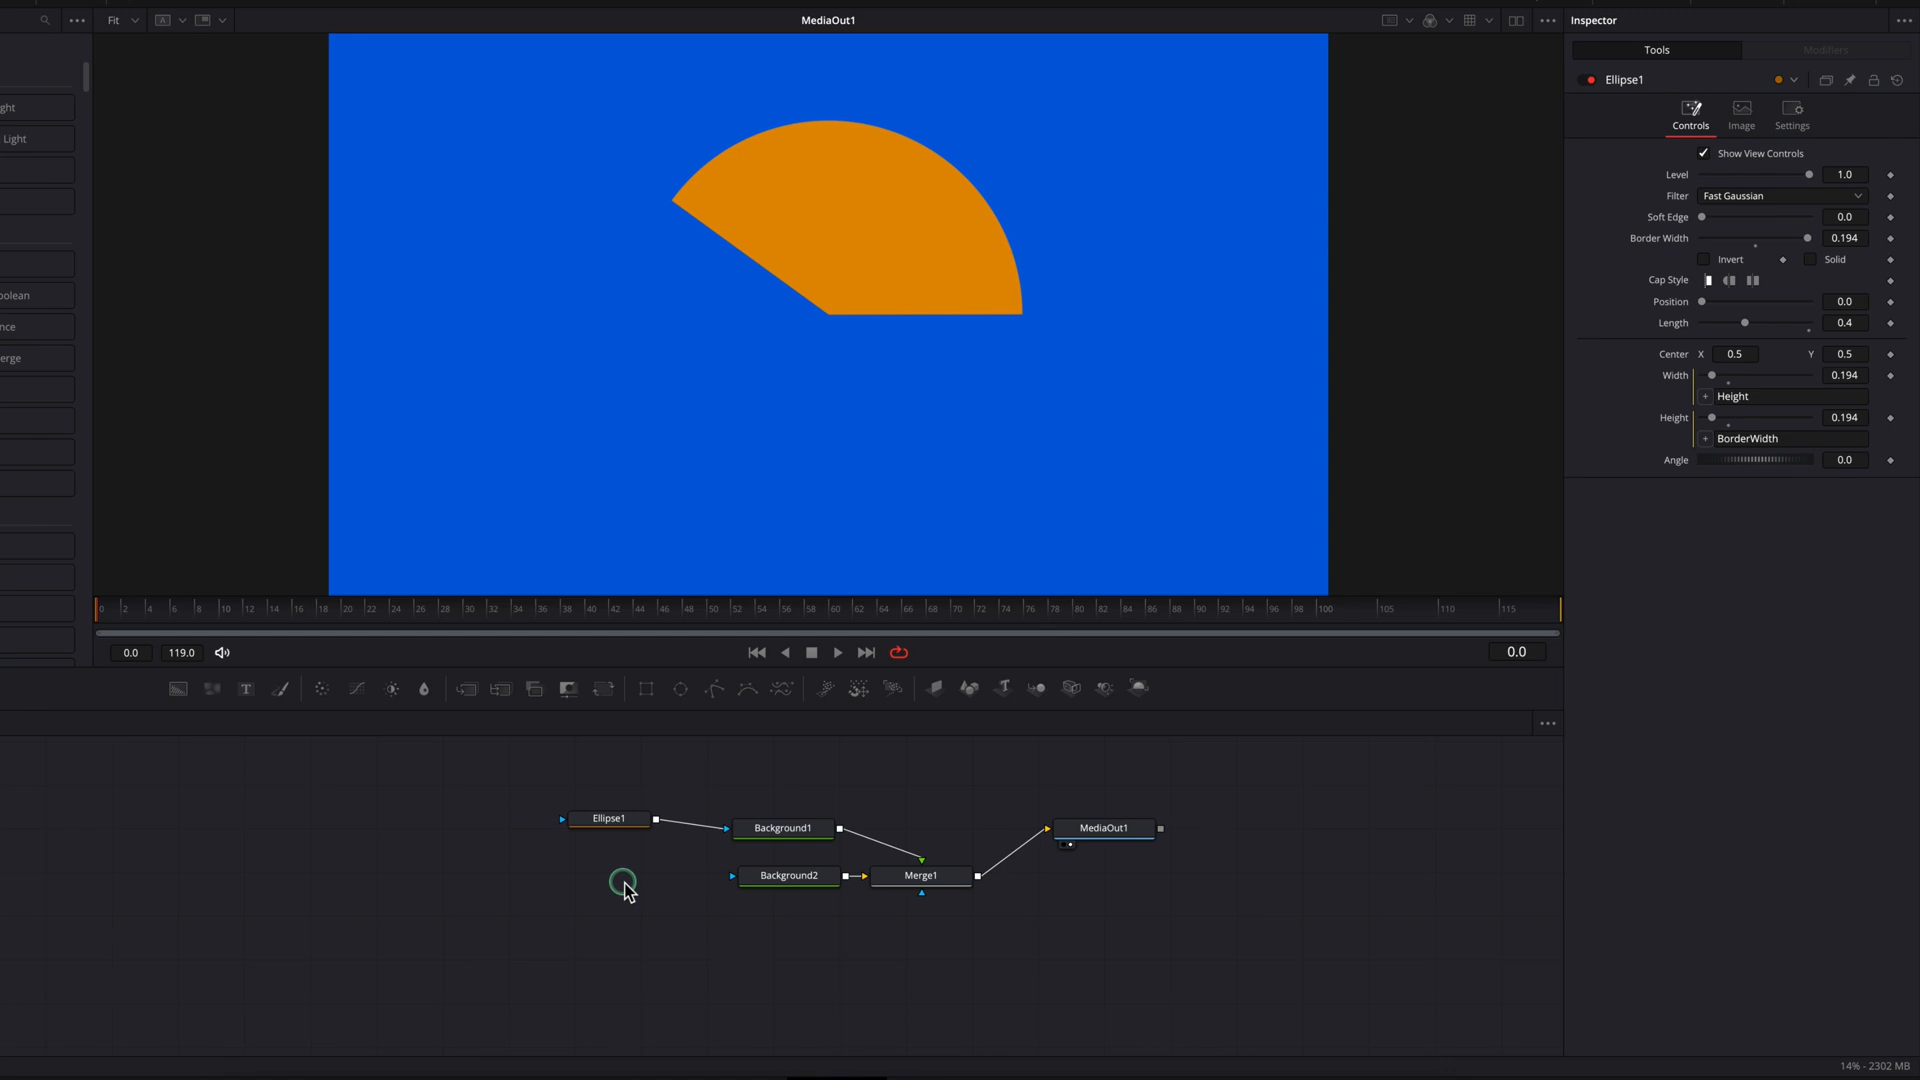 Fit
MediaOut1
Inspector
Tools
Modifiers
Ellipse1
Controls
Image
Settings
Show View Controls
Level 1.0
Filter Fast Gaussian
Soft Edge 0.0
Border Width 0.194
Invert Solid
Cap Style
Position 0.0
Length 0.4
Center X 0.5 Y 0.5
Width 0.194
+ Height
Height 0.194
+ BorderWidth
Angle 0.0
ght
Light
oolean
nce
erge
0 2 4 6 8 10 12 14 16 18 20 22 24 26 28 30 32 34 36 38 40 42 44 46 48 50 52 54 56 58 60 62 64 66 68 70 72 74 76 78 80 82 84 86 88 90 92 94 96 98 100 105 110 115
0.0 119.0 0.0
T T
Ellipse1
Background1
MediaOut1
Background2
Merge1
14% - 2302 MB